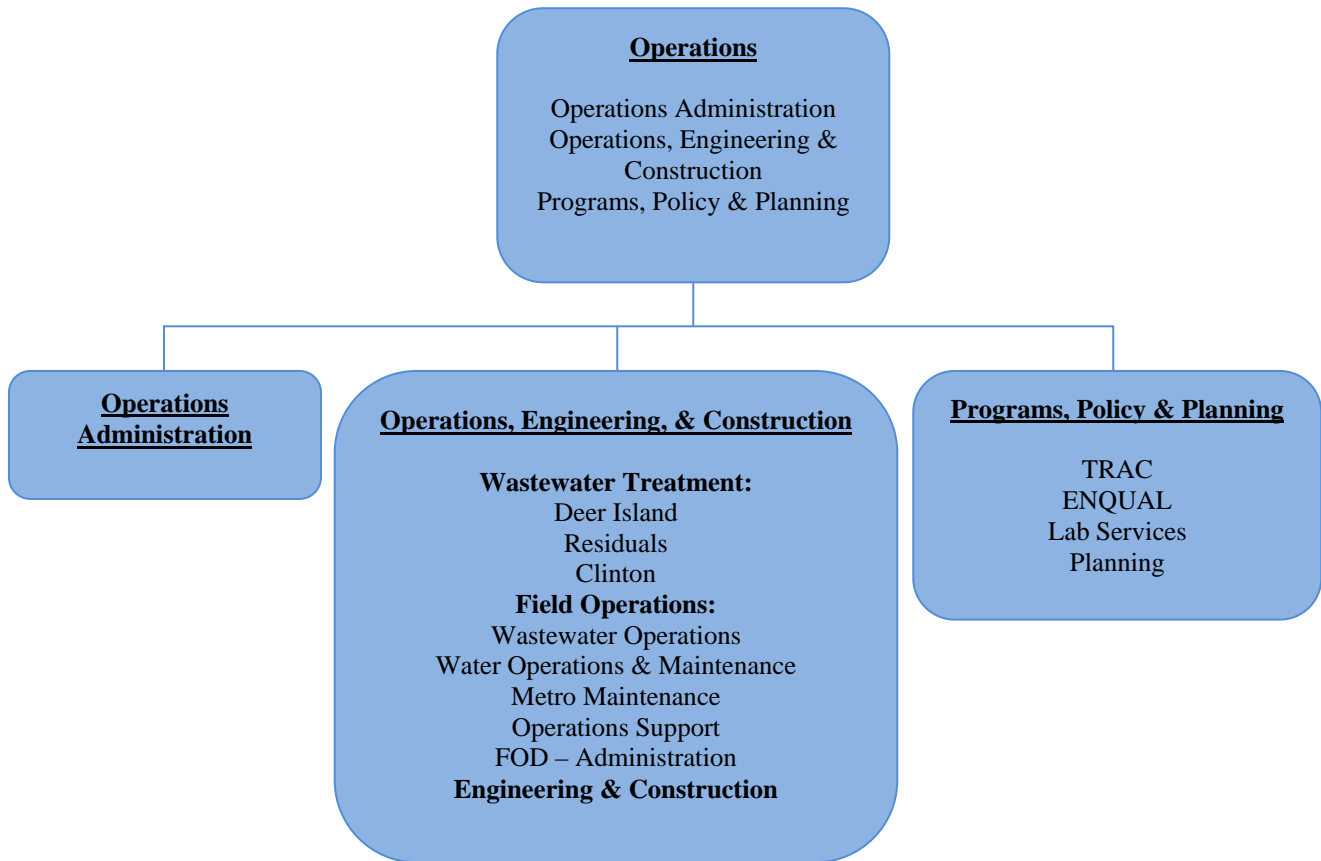 Operations
Operations Administration
Operations, Engineering &
Construction
Programs, Policy & Planning
Operations
Administration
Operations, Engineering, & Construction
Wastewater Treatment:
Deer Island
Residuals
Clinton
Field Operations:
Wastewater Operations
Water Operations & Maintenance
Metro Maintenance
Operations Support
FOD – Administration
Engineering & Construction
Programs, Policy & Planning
TRAC
ENQUAL
Lab Services
Planning